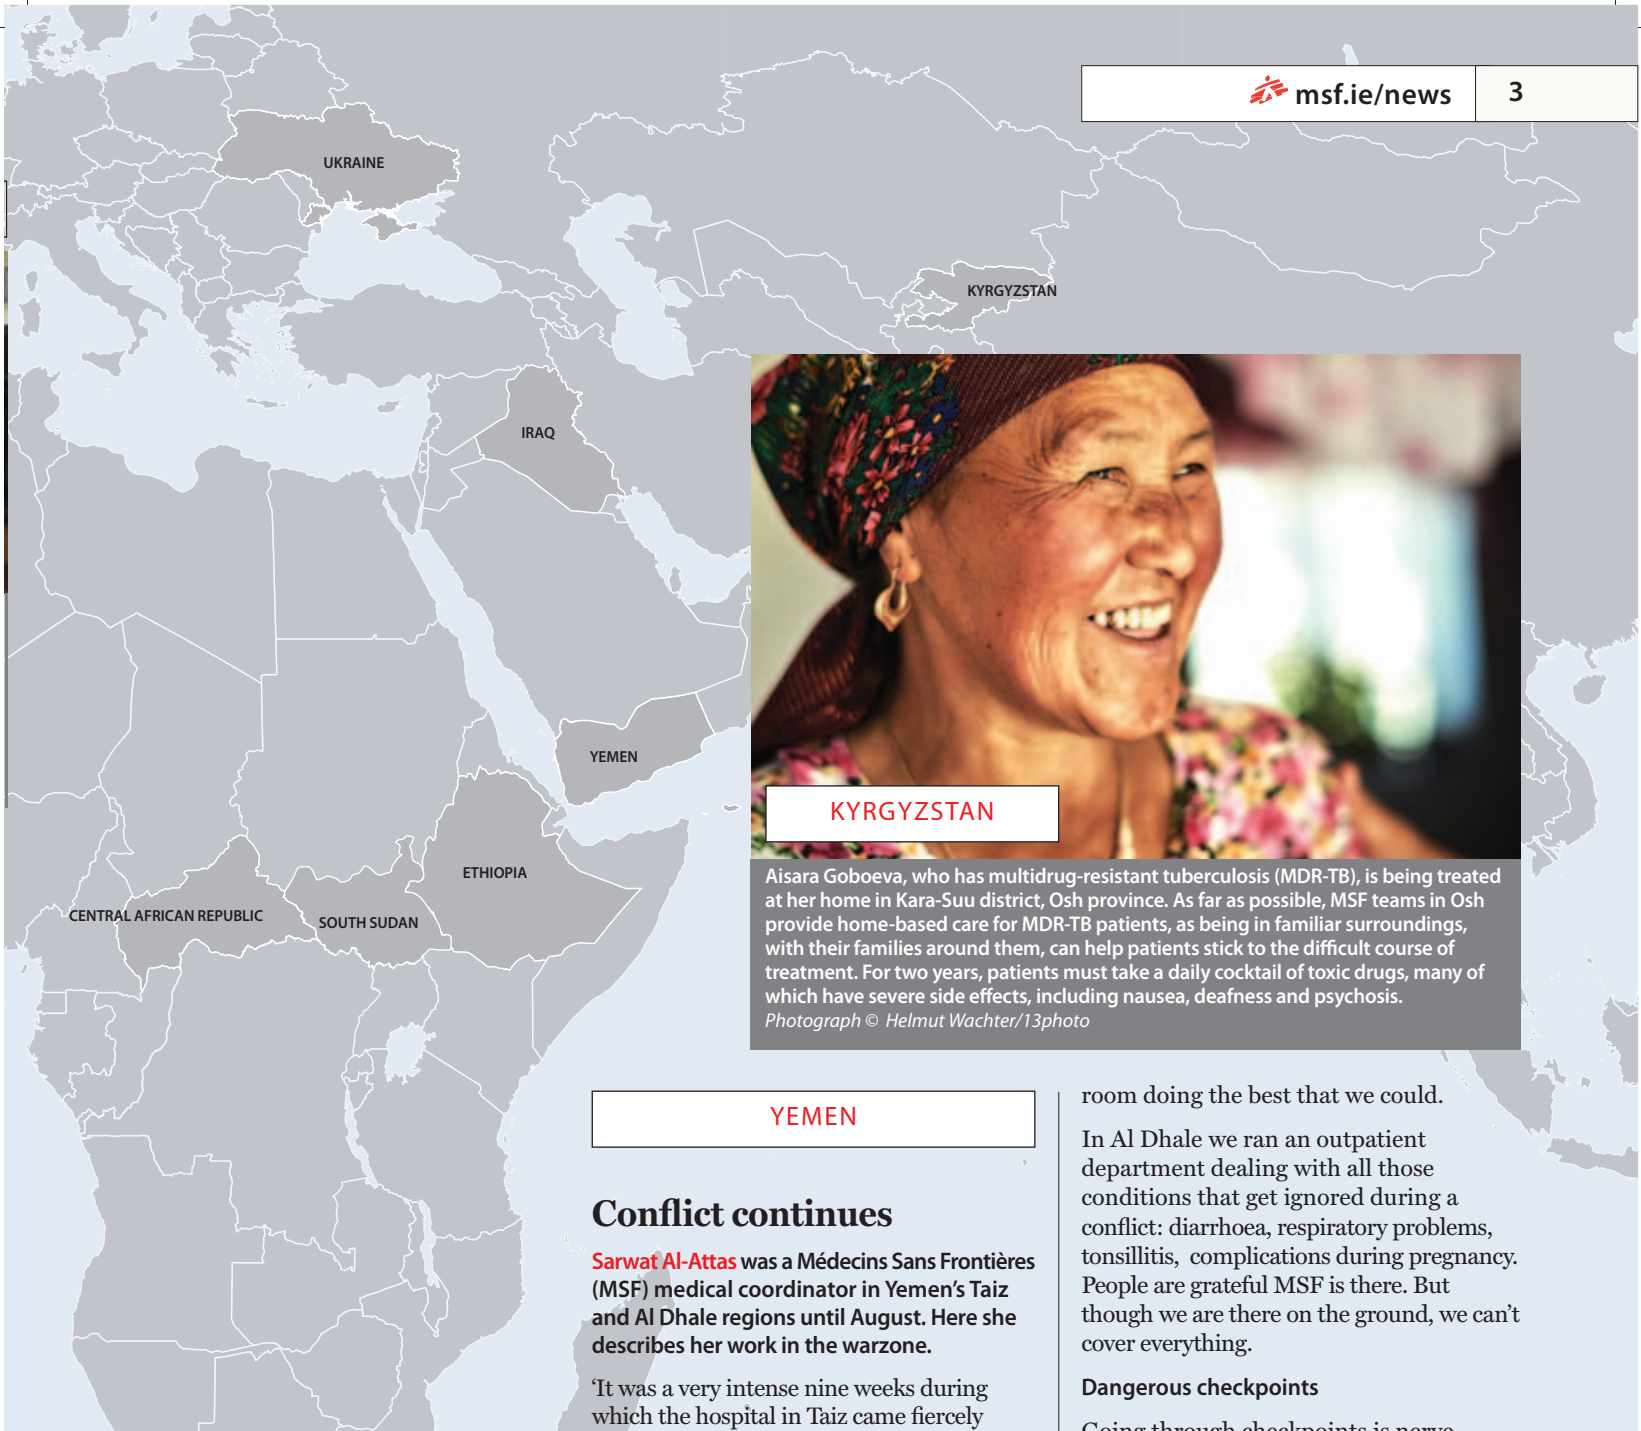 msf.ie/news
3
UKRAINE
KYRGYZSTAN
IRAQ
YEMEN
ETHIOPIA
CENTRAL AFRICAN REPUBLIC
SOUTH SUDAN
KYRGYZSTAN
Aisara Goboeva, who has multidrug-resistant tuberculosis (MDR-TB), is being treated
at her home in Kara-Suu district, Osh province. As far as possible, MSF teams in Osh
provide home-based care for MDR-TB patients, as being in familiar surroundings,
with their families around them, can help patients stick to the difficult course of
treatment. For two years, patients must take a daily cocktail of toxic drugs, many of
which have severe side effects, including nausea, deafness and psychosis.
Photograph © Helmut Wachter/13photo
YEMEN
Conflict continues
Sarwat Al-Attas was a Médecins Sans Frontières
(MSF) medical coordinator in Yemen’s Taiz
and Al Dhale regions until August. Here she
describes her work in the warzone.
‘It was a very intense nine weeks during
which the hospital in Taiz came fiercely
room doing the best that we could.
In Al Dhale we ran an outpatient
department dealing with all those
conditions that get ignored during a
conflict: diarrhoea, respiratory problems,
tonsillitis, complications during pregnancy.
People are grateful MSF is there. But
though we are there on the ground, we can’t
cover everything.
Dangerous checkpoints
Going through checkpoints is nerve